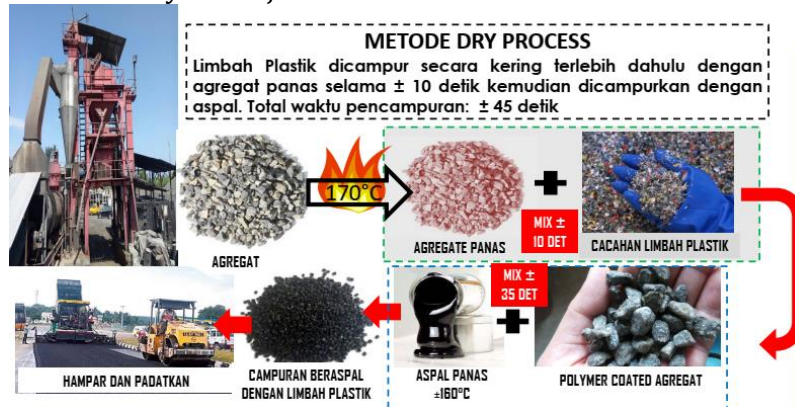 METODE DRY PROCESS
Limbah Plastik dicampur secara kering terlebih dahulu dengan
agregat panas selama ± 10 detik kemudian dicampurkan dengan
aspal. Total waktu pencampuran: ± 45 detik
170°C
AGREGAT
AGREGATE PANAS
MIX ±
10 DET
CACAHAN LIMBAH PLASTIK
HAMPAR DAN PADATKAN
CAMPURAN BERASPAL
DENGAN LIMBAH PLASTIK
ASPAL PANAS
±160°C
MIX ±
35 DET
POLYMER COATED AGREGAT